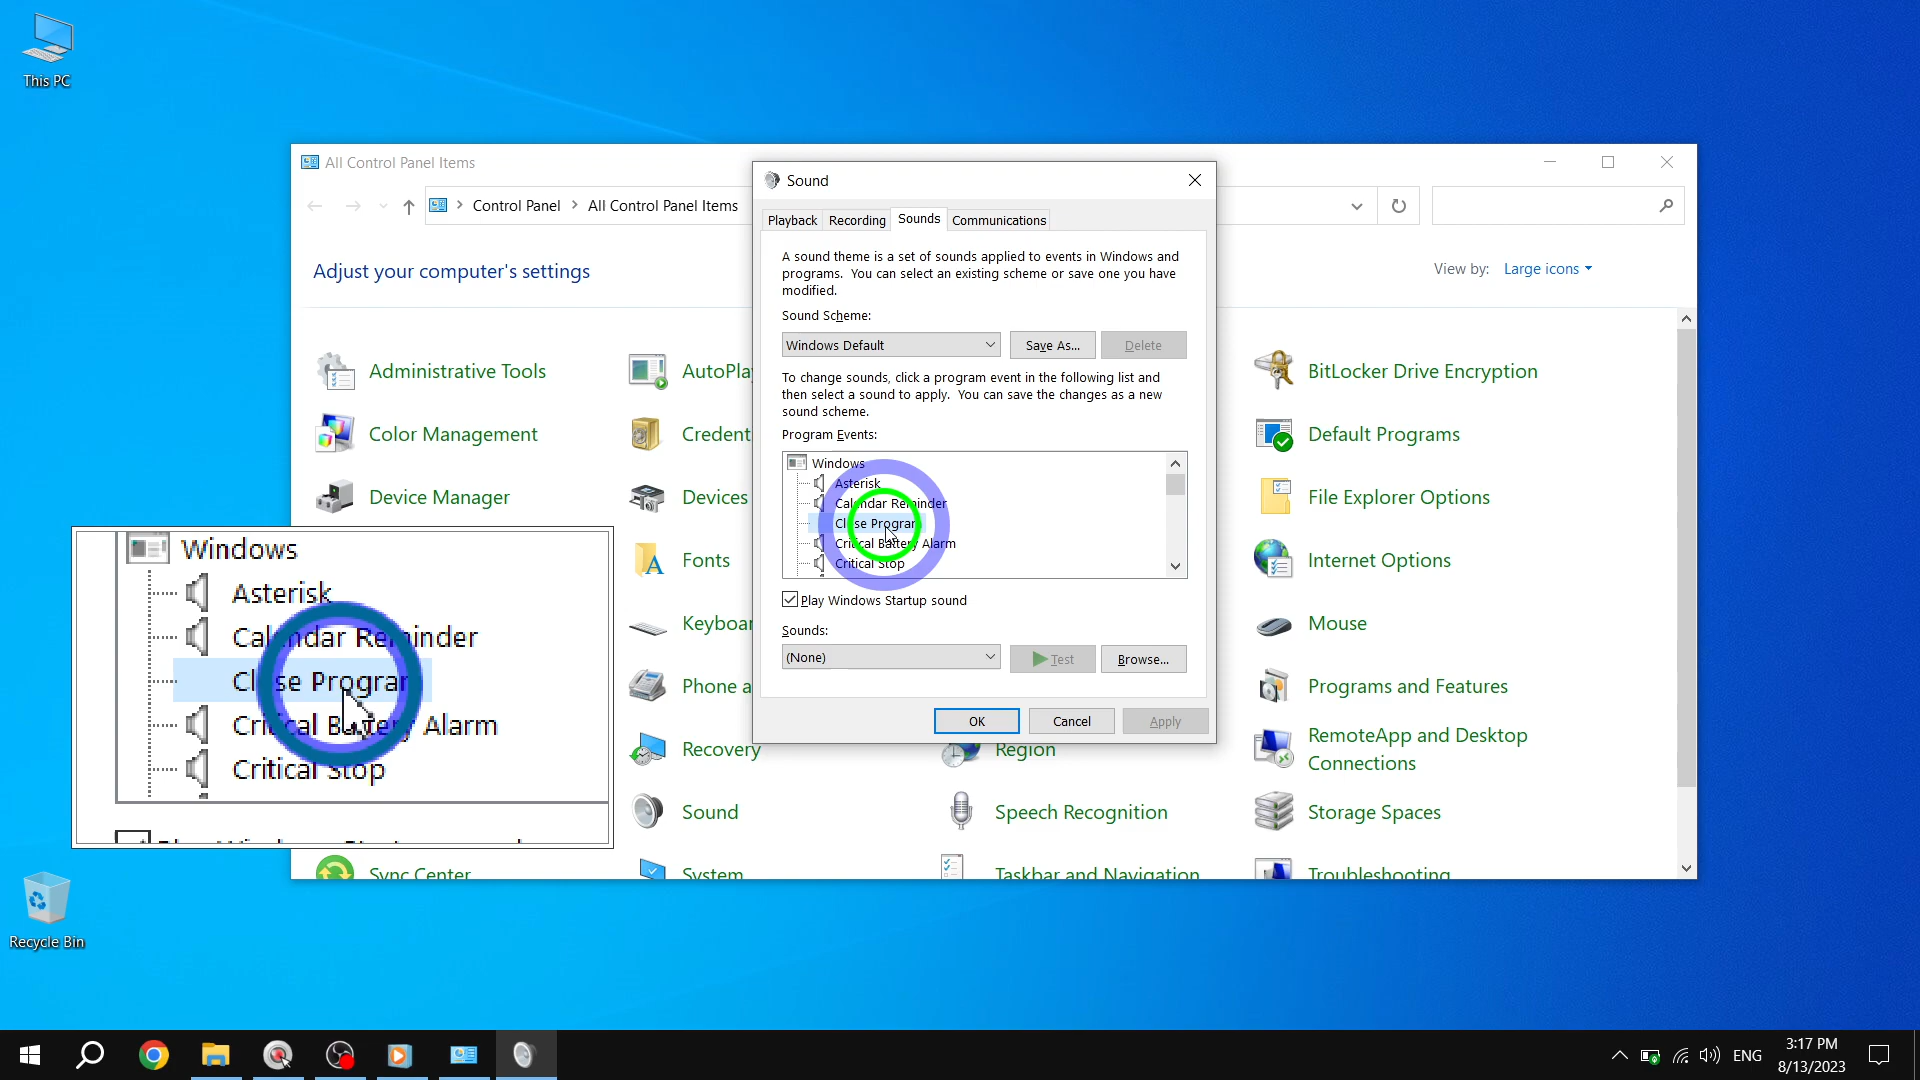 This PC
All Control Panel Items
Control Panel
All Control Panel Items
Adjust your computer's settings
View by:
Large icons
Administrative Tools
AutoPlay
BitLocker Drive Encryption
Color Management
Credent
Default Programs
Device Manager
Devices
File Explorer Options
Fonts
Internet Options
Keyboar
Mouse
Phone a
Programs and Features
Recovery
Region
RemoteApp and Desktop
Connections
Sound
Speech Recognition
Storage Spaces
Sync Center
System
Taskbar and Navigation
Troubleshooting
Sound
Playback
Recording
Sounds
Communications
A sound theme is a set of sounds applied to events in Windows and
programs. You can select an existing scheme or save one you have
modified.
Sound Scheme:
Windows Default
Save As...
Delete
To change sounds, click a program event in the following list and
then select a sound to apply. You can save the changes as a new
sound scheme.
Program Events:
Windows
Asterisk
Calendar Reminder
Close Program
Critical Battery Alarm
Critical Stop
Play Windows Startup sound
Sounds:
(None)
Test
Browse...
OK
Cancel
Apply
Windows
Asterisk
Calendar Reminder
Close Program
Critical Battery Alarm
Critical Stop
Recycle Bin
ENG
3:17 PM
8/13/2023